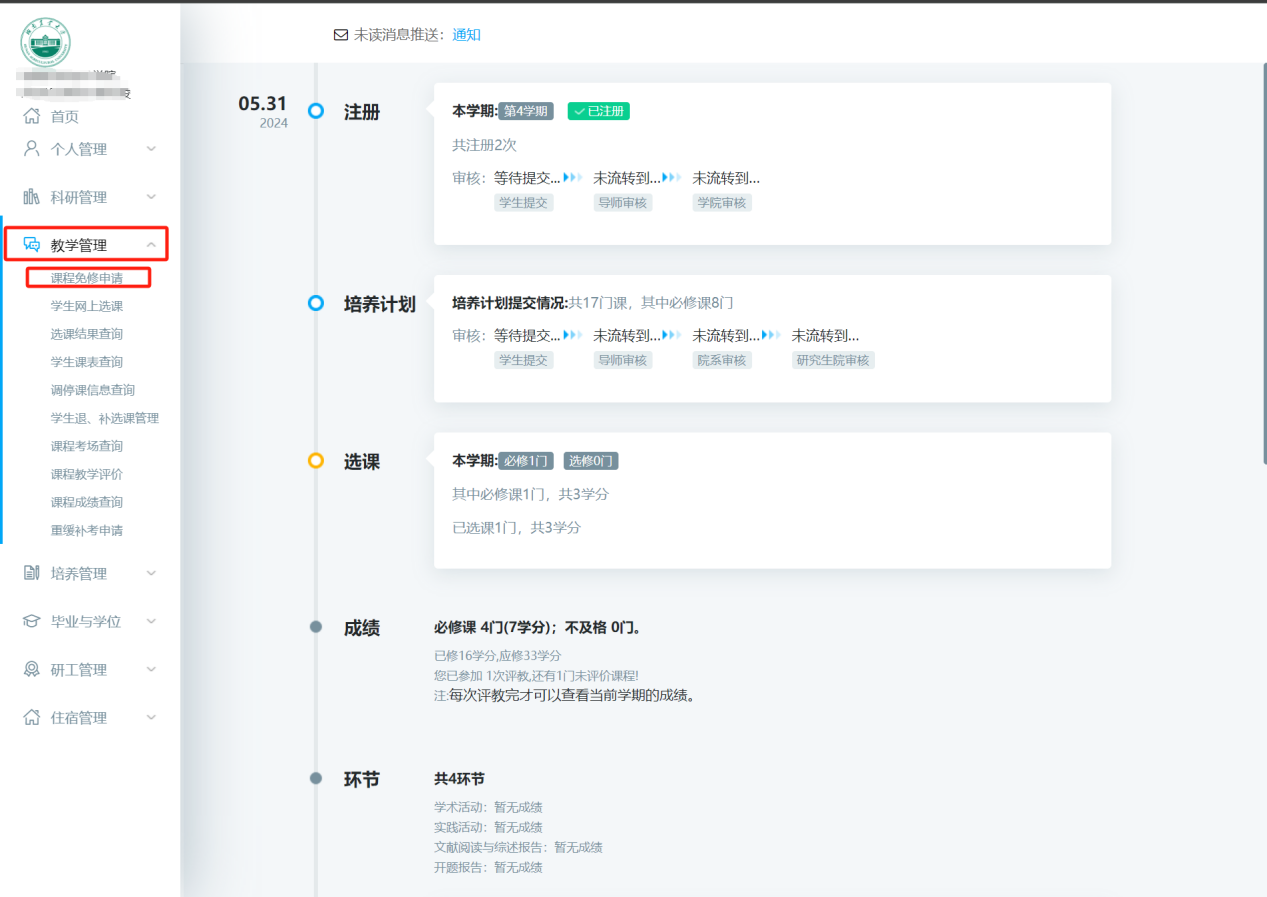 未读消息推送：通知
首页
个人管理
科研管理
教学管理
课程免修申请
学生网上选课
选课结果查询
学生课表查询
调停课信息查询
学生退、补选课管理
课程考场查询
课程教学评价
课程成绩查询
重缓补考申请
培养管理
毕业与学位
研工管理
住宿管理
05.31
2024
注册
本学期:第4学期 已注册
共注册2次
审核：等待提交... 未流转到... 未流转到...
学生提交 导师审核 学院审核
培养计划
培养计划提交情况:共17门课，其中必修课8门
审核：等待提交... 未流转到... 未流转到... 未流转到...
学生提交 导师审核 院系审核 研究生院审核
选课
本学期:必修1门 选修0门
其中必修课1门，共3学分
已选课1门，共3学分
成绩
必修课 4门(7学分)；不及格 0门。
已修16学分,应修33学分
您已参加 1次评教,还有1门未评价课程!
注:每次评教完才可以查看当前学期的成绩。
环节
共4环节
学术活动：暂无成绩
实践活动：暂无成绩
文献阅读与综述报告：暂无成绩
开题报告：暂无成绩